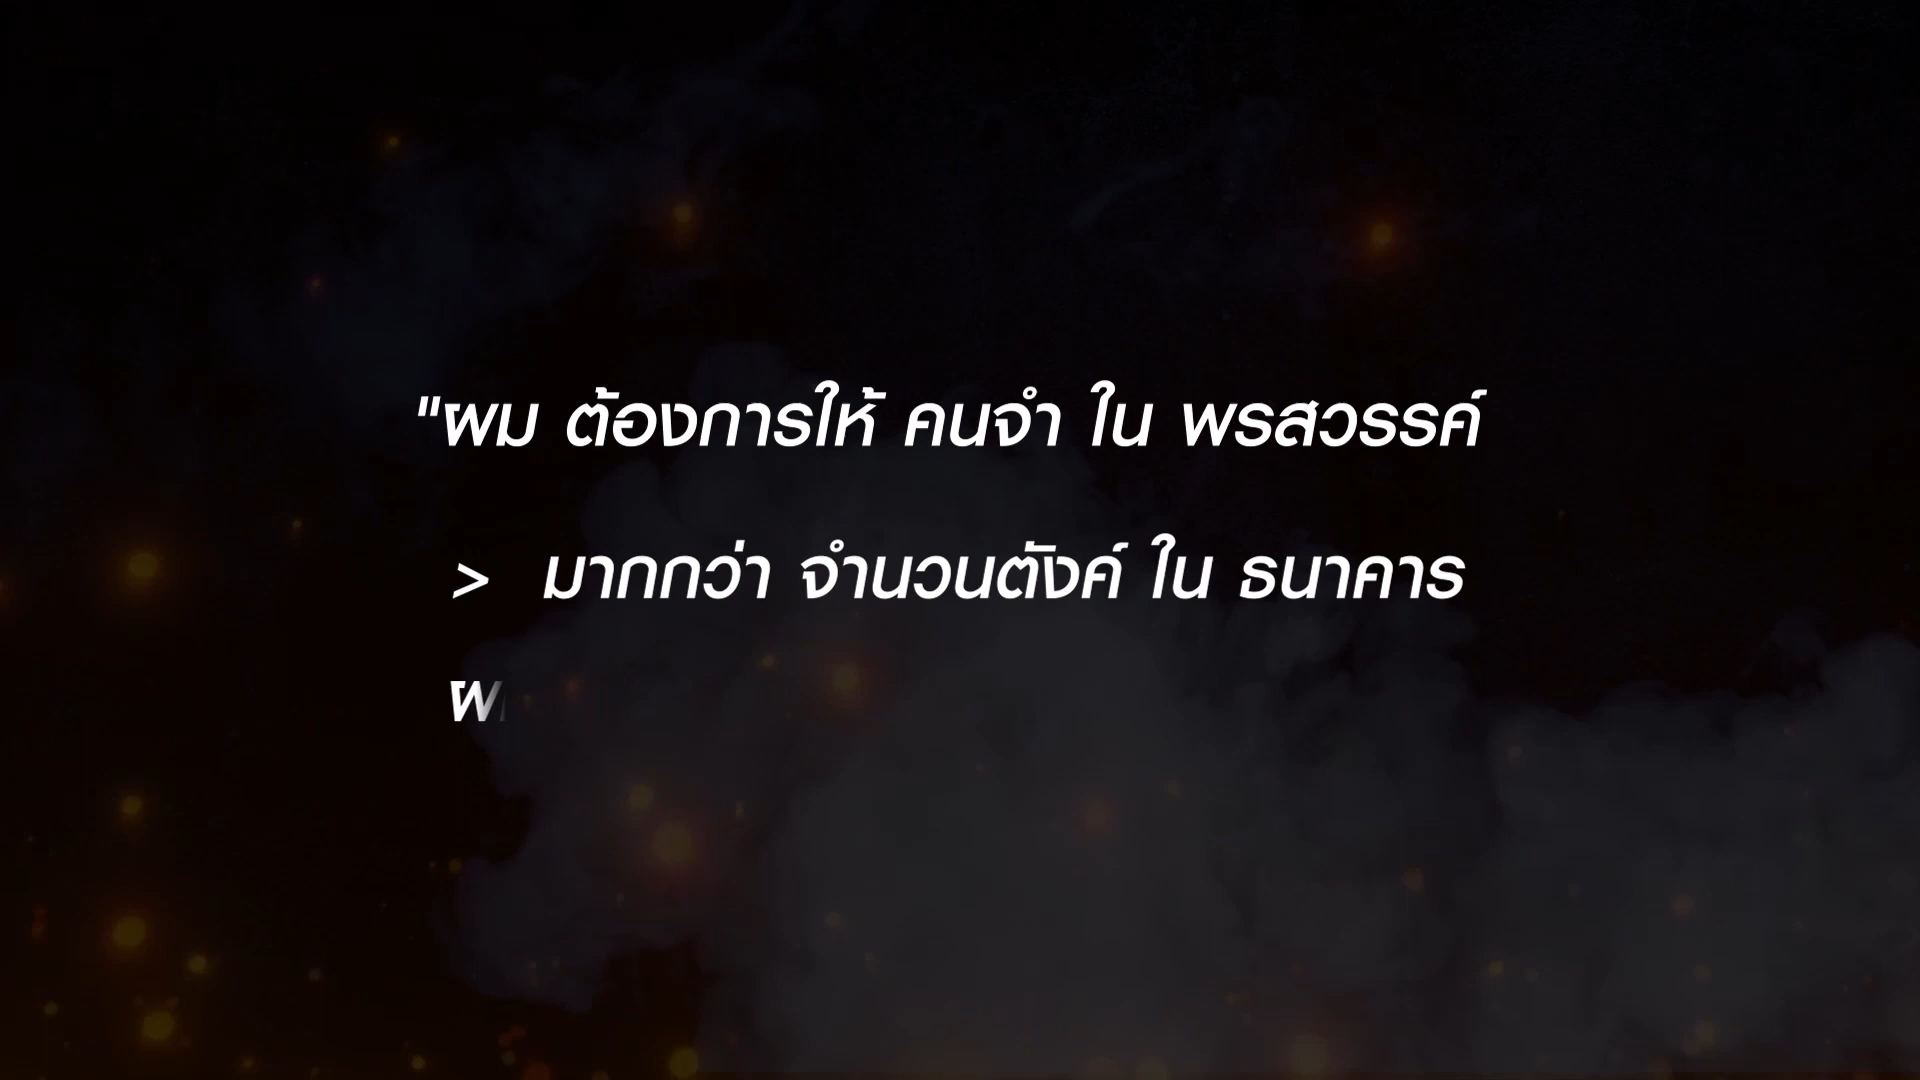 "ผม ต้องการให้ คนจำ ใน พรสวรรค์
> มากกว่า จำนวนตังค์ ใน ธนาคาร